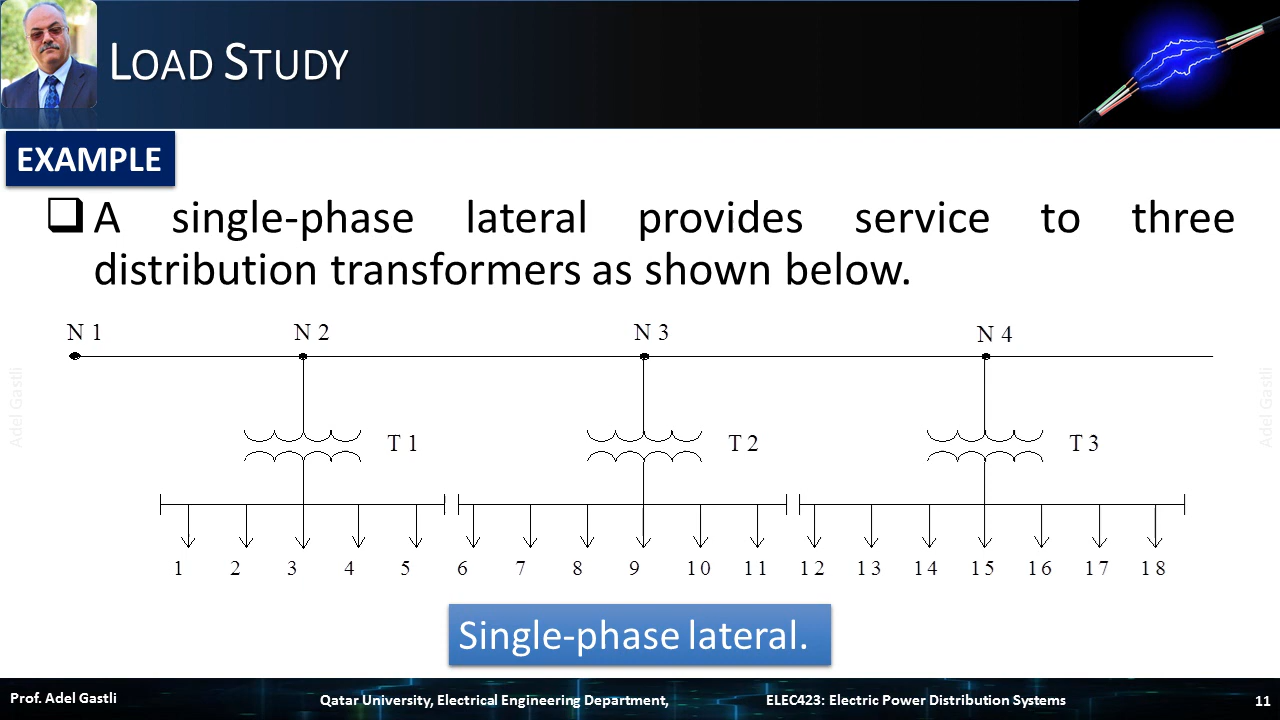 LOAD STUDY
EXAMPLE
A single-phase lateral provides service to three
distribution transformers as shown below.
N 1 N 2 N 3 N 4
Adel Gastli Adel Gastli
T 1 T 2 T 3
1 2 3 4 5 6 7 8 9 10 11 12 13 14 15 16 17 18
Single-phase lateral.
Prof. Adel Gastli Qatar University, Electrical Engineering Department, ELEC423: Electric Power Distribution Systems 11